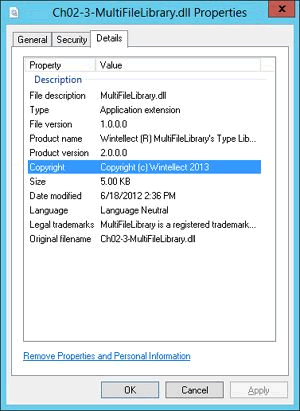 Ch02-3-MultiFileLibrary.dll Properties
General Security Details
Property Value
Description
File description MultiFileLibrary.dll
Type Application extension
File version 1.0.0.0
Product name Wintellect (R) MultiFileLibrary's Type Lib...
Product version 2.0.0.0
Copyright Copyright (c) Wintellect 2013
Size 5.00 KB
Date modified 6/18/2012 2:36 PM
Language Language Neutral
Legal trademarks MultiFileLibrary is a registered trademark...
Original filename Ch02-3-MultiFileLibrary.dll
Remove Properties and Personal Information
OK Cancel Apply